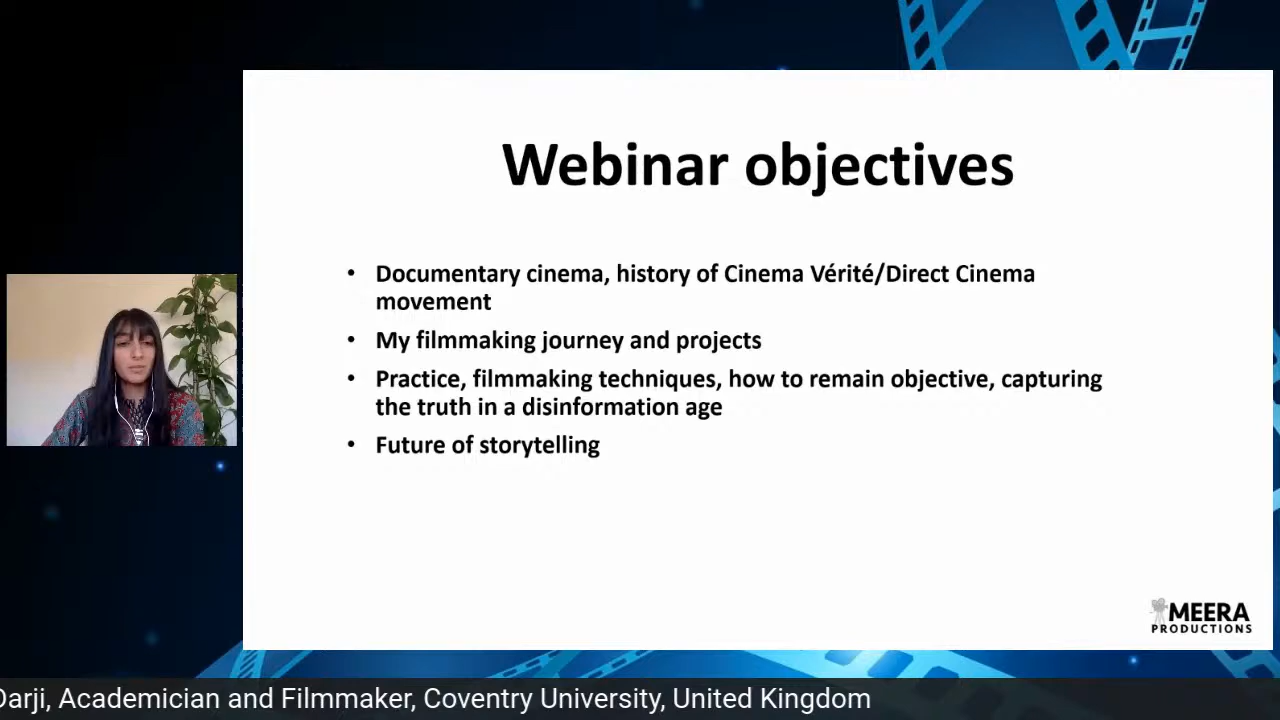 Webinar objectives
• Documentary cinema, history of Cinema Vérité/Direct Cinema
movement
• My filmmaking journey and projects
• Practice, filmmaking techniques, how to remain objective, capturing
the truth in a disinformation age
• Future of storytelling
MEERA
PRODUCTIONS
Darji, Academician and Filmmaker, Coventry University, United Kingdom